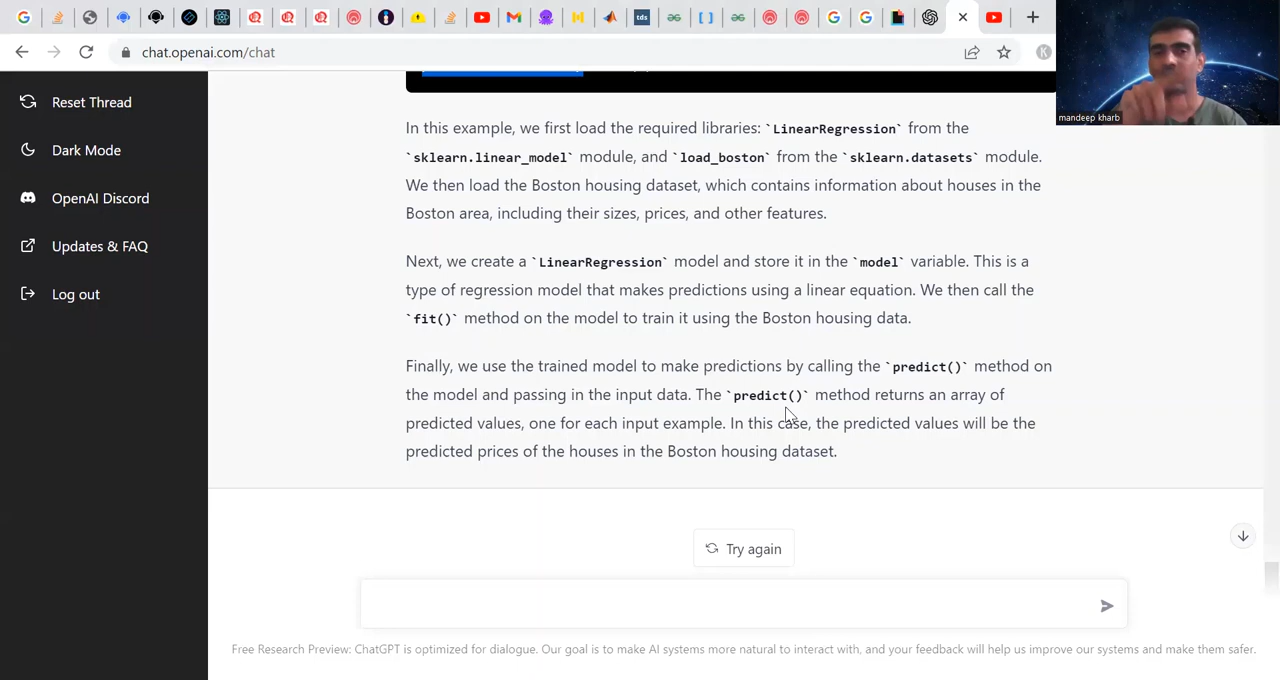 tds
chat.openai.com/chat
K
Reset Thread
Dark Mode
OpenAI Discord
Updates & FAQ
Log out
mandeep kharb
In this example, we first load the required libraries: `LinearRegression` from the
`sklearn.linear_model` module, and `load_boston` from the `sklearn.datasets` module.
We then load the Boston housing dataset, which contains information about houses in the
Boston area, including their sizes, prices, and other features.
Next, we create a `LinearRegression` model and store it in the `model` variable. This is a
type of regression model that makes predictions using a linear equation. We then call the
`fit()` method on the model to train it using the Boston housing data.
Finally, we use the trained model to make predictions by calling the `predict()` method on
the model and passing in the input data. The `predict()` method returns an array of
predicted values, one for each input example. In this case, the predicted values will be the
predicted prices of the houses in the Boston housing dataset.
Try again
Free Research Preview: ChatGPT is optimized for dialogue. Our goal is to make AI systems more natural to interact with, and your feedback will help us improve our systems and make them safer.